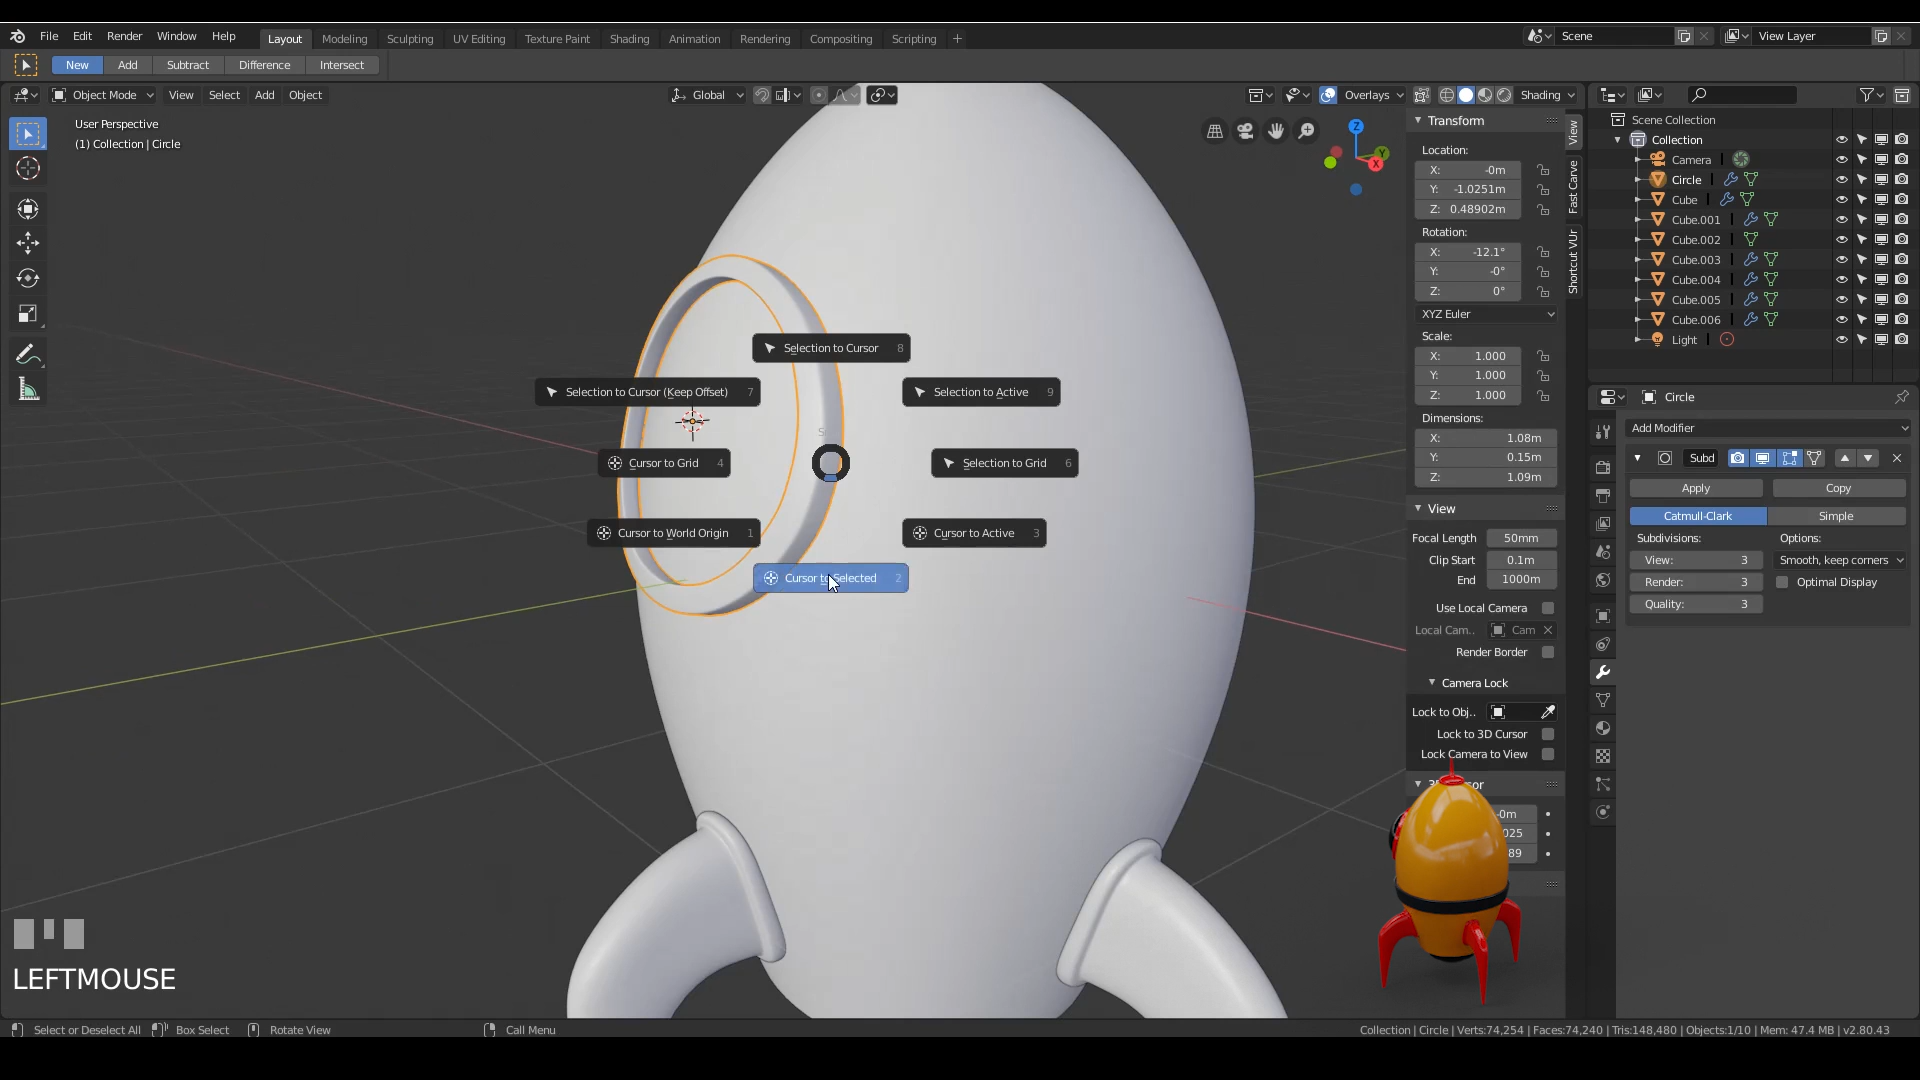 File Edit Render Window Help Layout Modeling Sculpting UV Editing Texture Paint Shading Animation Rendering Compositing Scripting + Scene View Layer
New Add Subtract Difference Intersect
Object Mode View Select Add Object Global Overlays Shading
User Perspective
(1) Collection | Circle
Selection to Cursor 8
Selection to Cursor (Keep Offset) 7
Selection to Active 9
S
Cursor to Grid 4
Selection to Grid 6
Cursor to World Origin 1
Cursor to Active 3
Cursor to Selected 2
Z
Y
X
Transform
Location:
X: -0m
Y: -1.0251m
Z: 0.48902m
Rotation:
X: -12.1°
Y: -0°
Z: 0°
XYZ Euler
Scale:
X: 1.000
Y: 1.000
Z: 1.000
Dimensions:
X: 1.08m
Y: 0.15m
Z: 1.09m
View
Focal Length 50mm
Clip Start 0.1m
End 1000m
Use Local Camera
Local Cam.. Cam
Render Border
Camera Lock
Lock to Obj..
Lock to 3D Cursor
Lock Camera to View
-0m
025
89
View
Fast Carve
Shortcut VUr
Scene Collection
Collection
Camera
Circle
Cube
Cube.001
Cube.002
Cube.003
Cube.004
Cube.005
Cube.006
Light
Circle
Add Modifier
Subd
Apply Copy
Catmull-Clark Simple
Subdivisions: Options:
View: 3 Smooth, keep corners
Render: 3 Optimal Display
Quality: 3
LEFTMOUSE
Select or Deselect All Box Select Rotate View Call Menu Collection | Circle | Verts:74,254 | Faces:74,240 | Tris:148,480 | Objects:1/10 | Mem: 47.4 MB | v2.80.43